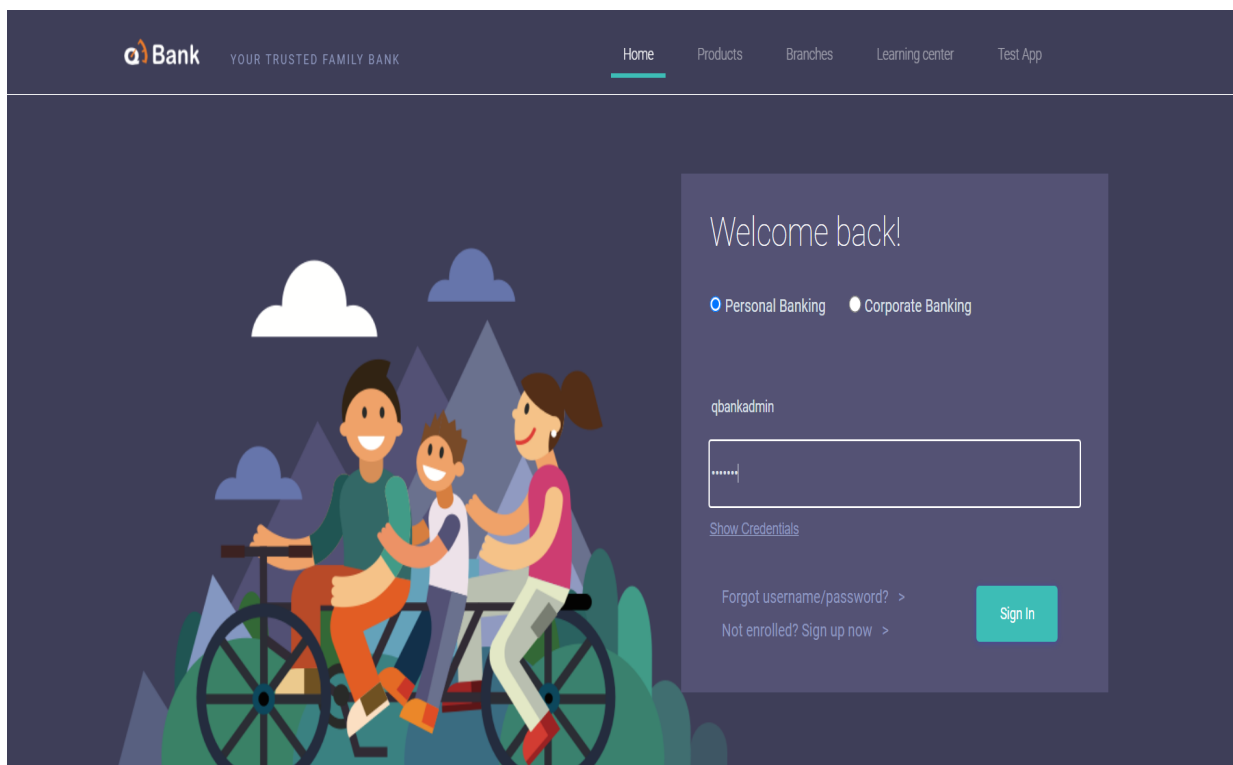 Bank YOUR TRUSTED FAMILY BANK Home Products Branches Learning center Test App
Welcome back!
Personal Banking Corporate Banking
qbankadmin
•••••••
Show Credentials
Forgot username/password? >
Not enrolled? Sign up now >
Sign In